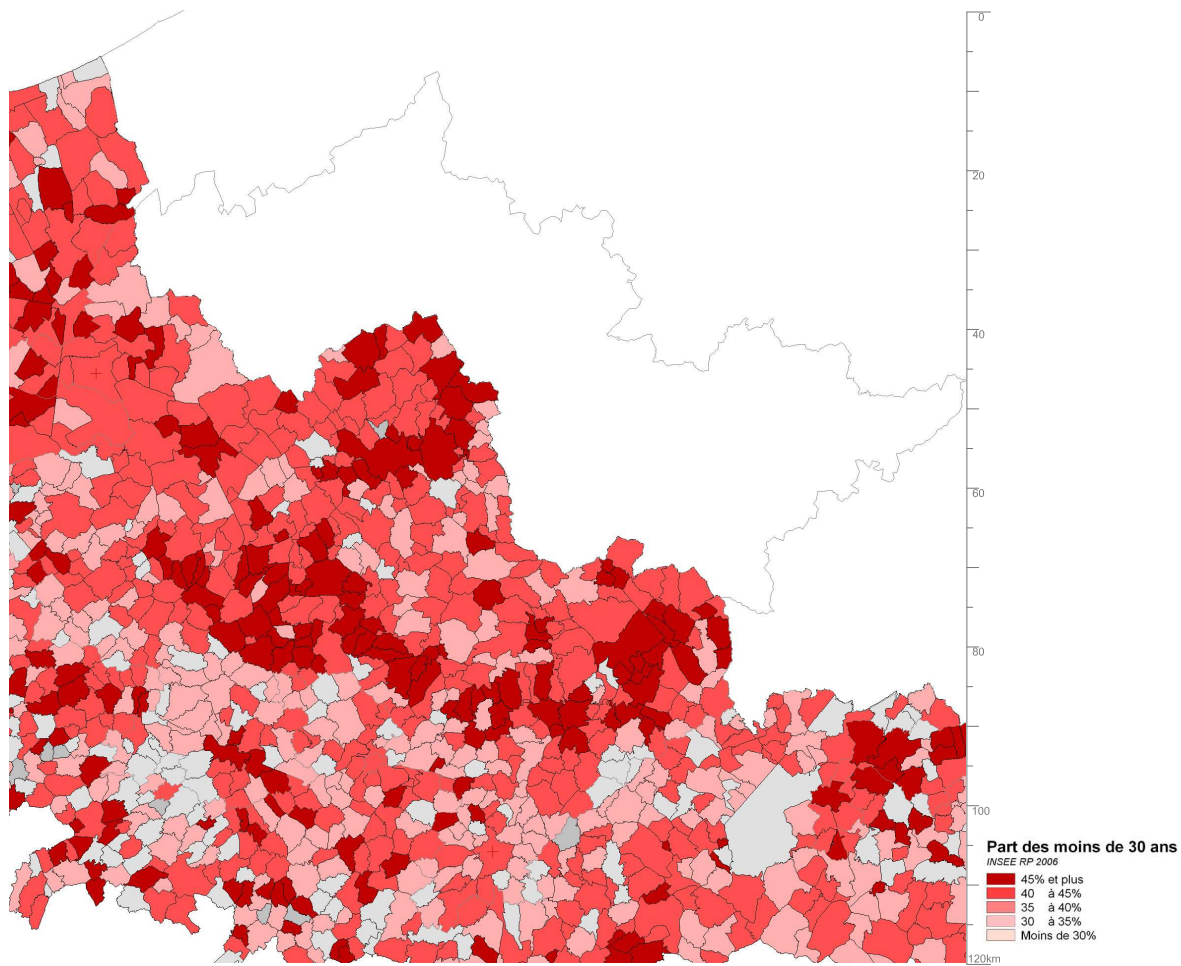 0
20
40
60
80
100
120km
Part des moins de 30 ans
INSEE RP 2006
45% et plus
40 à 45%
35 à 40%
30 à 35%
Moins de 30%